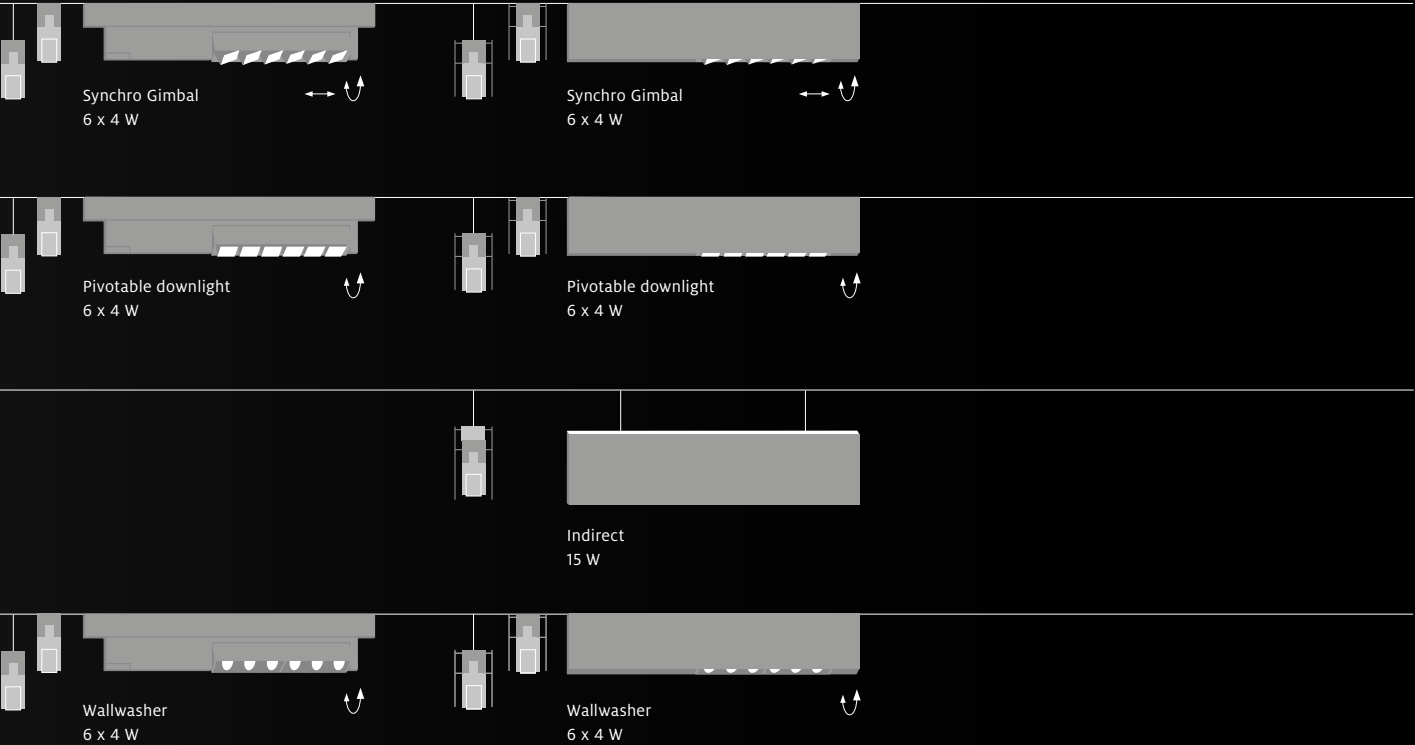 Synchro Gimbal
6 x 4 W
Synchro Gimbal
6 x 4 W
Pivotable downlight
6 x 4 W
Pivotable downlight
6 x 4 W
Indirect
15 W
Wallwasher
6 x 4 W
Wallwasher
6 x 4 W